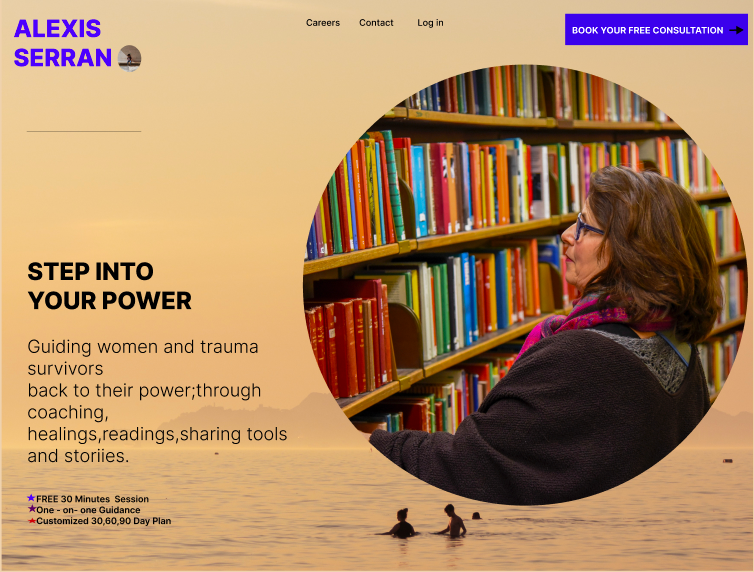 ALEXIS
SERRAN
Careers Contact Log in
BOOK YOUR FREE CONSULTATION
STEP INTO
YOUR POWER
Guiding women and trauma
survivors
back to their power;through
coaching,
healings,readings,sharing tools
and storiies.
FREE 30 Minutes Session
One - on- one Guidance
Customized 30,60,90 Day Plan